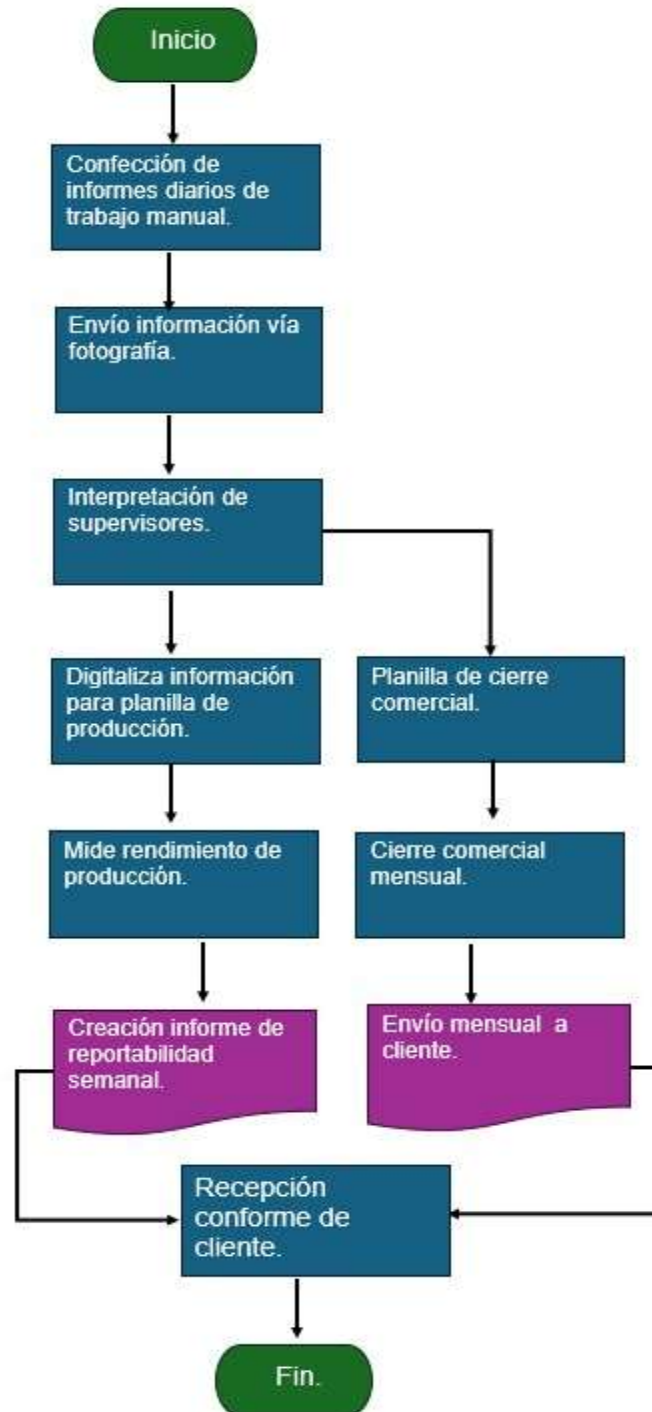 Inicio
Confección de
informes diarios de
trabajo manual.
Envío información vía
fotografía.
Interpretación de
supervisores.
Digitaliza información
para planilla de
producción.
Planilla de cierre
comercial.
Mide rendimiento de
producción.
Cierre comercial
mensual.
Creación informe de
reportabilidad
semanal.
Envío mensual a
cliente.
Recepción
conforme de
cliente.
Fin.